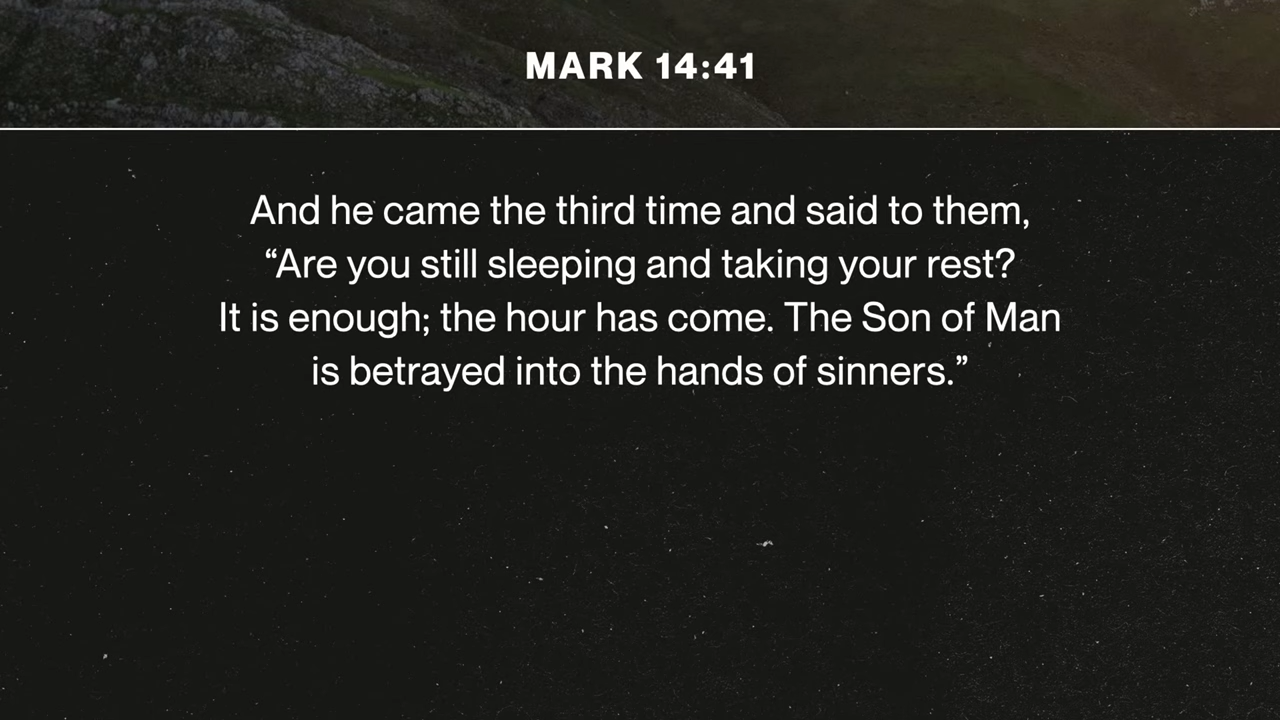 MARK 14:41
And he came the third time and said to them,
“Are you still sleeping and taking your rest?
It is enough; the hour has come. The Son of Man
is betrayed into the hands of sinners.”